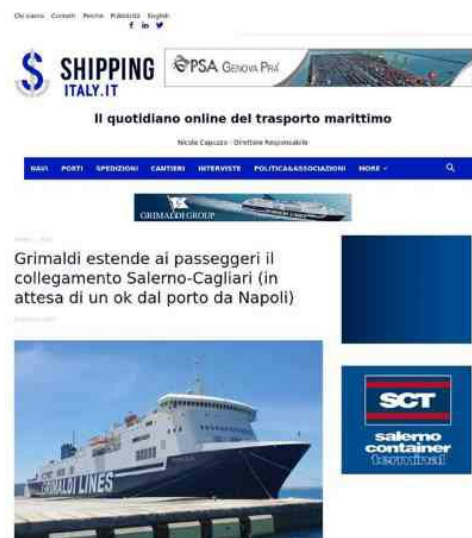 Chi siamo Contatti Perché Pubblicità English
SHIPPING
ITALY.IT
PSA GENOVA PRA'
Il quotidiano online del trasporto marittimo
Nicola Capuzzo - Direttore Responsabile
NAVI PORTI SPEDIZIONI CANTIERI INTERVISTE POLITICA&ASSOCIAZIONI MORE
GRIMALDI GROUP
Grimaldi estende ai passeggeri il
collegamento Salerno-Cagliari (in
attesa di un ok dal porto da Napoli)
GRIMALDI LINES
SCT
salerno
container
terminal